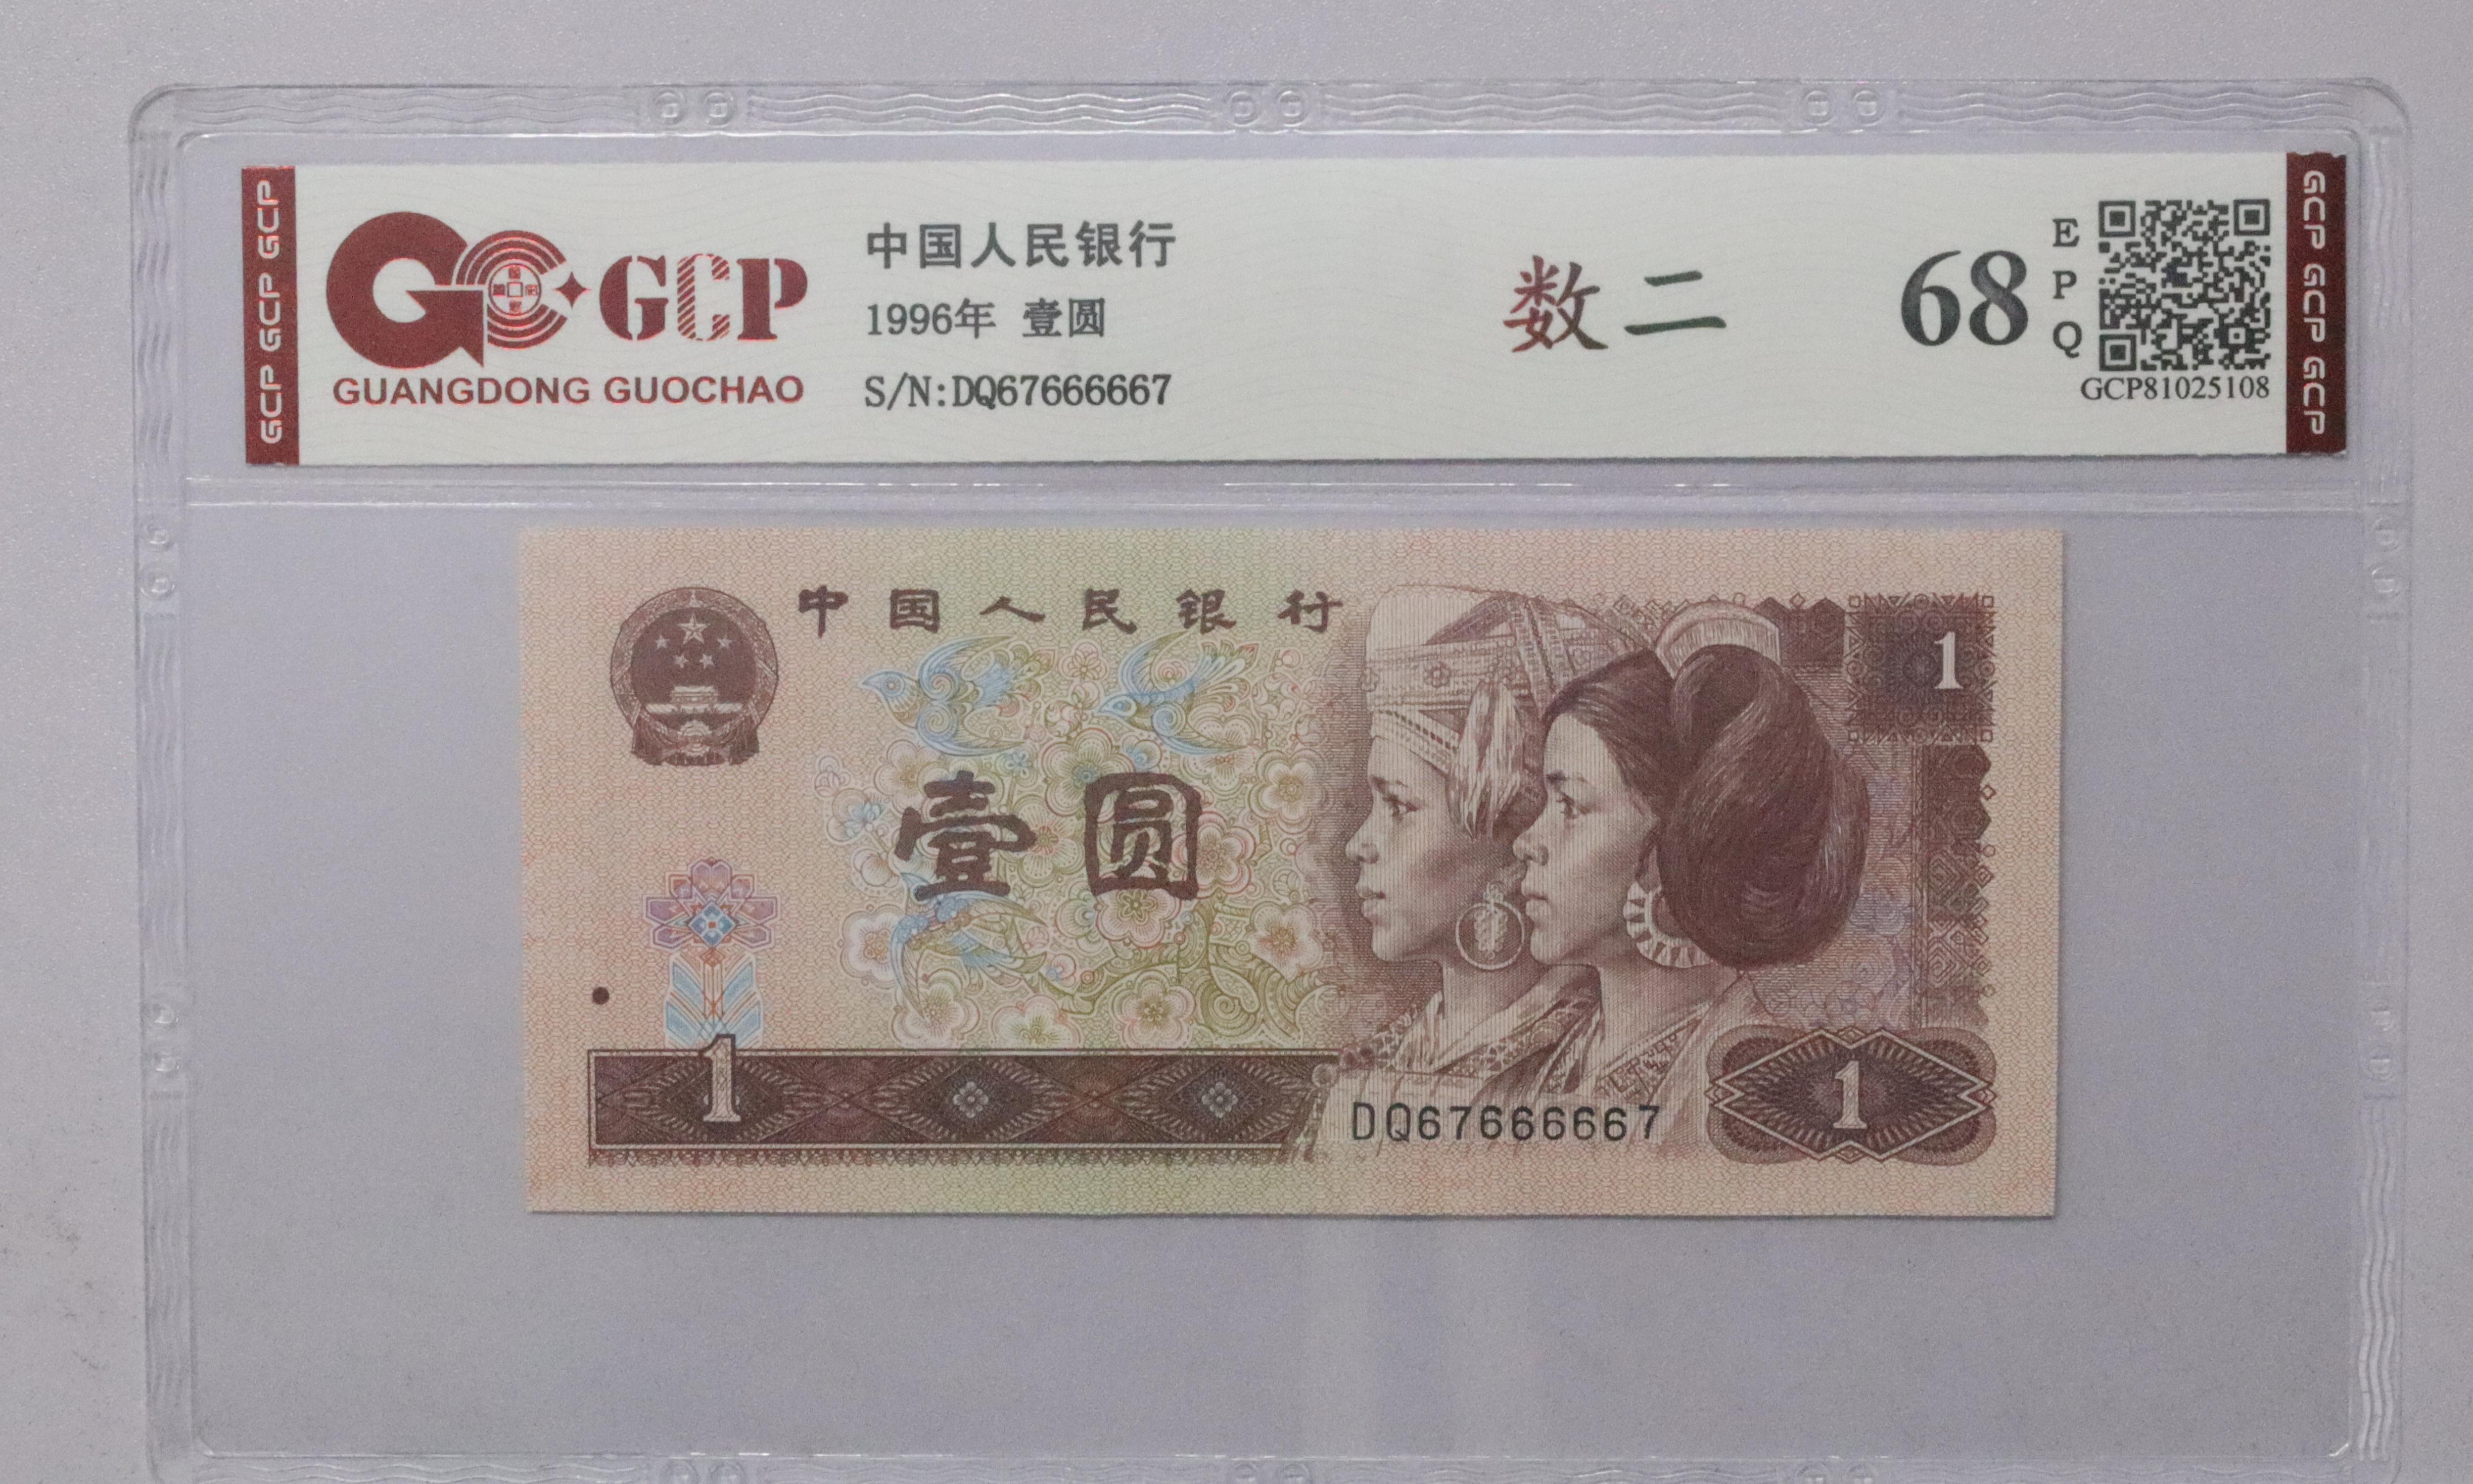 GCP GCP GCP
GCP
GUANGDONG GUOCHAO
中国人民银行
1996年 壹圆
S/N:DQ67666667
数二
68
EPQ
GCP81025108
GCP GCP GCP
中国人民银行
1
壹圆
1
DQ67666667
1